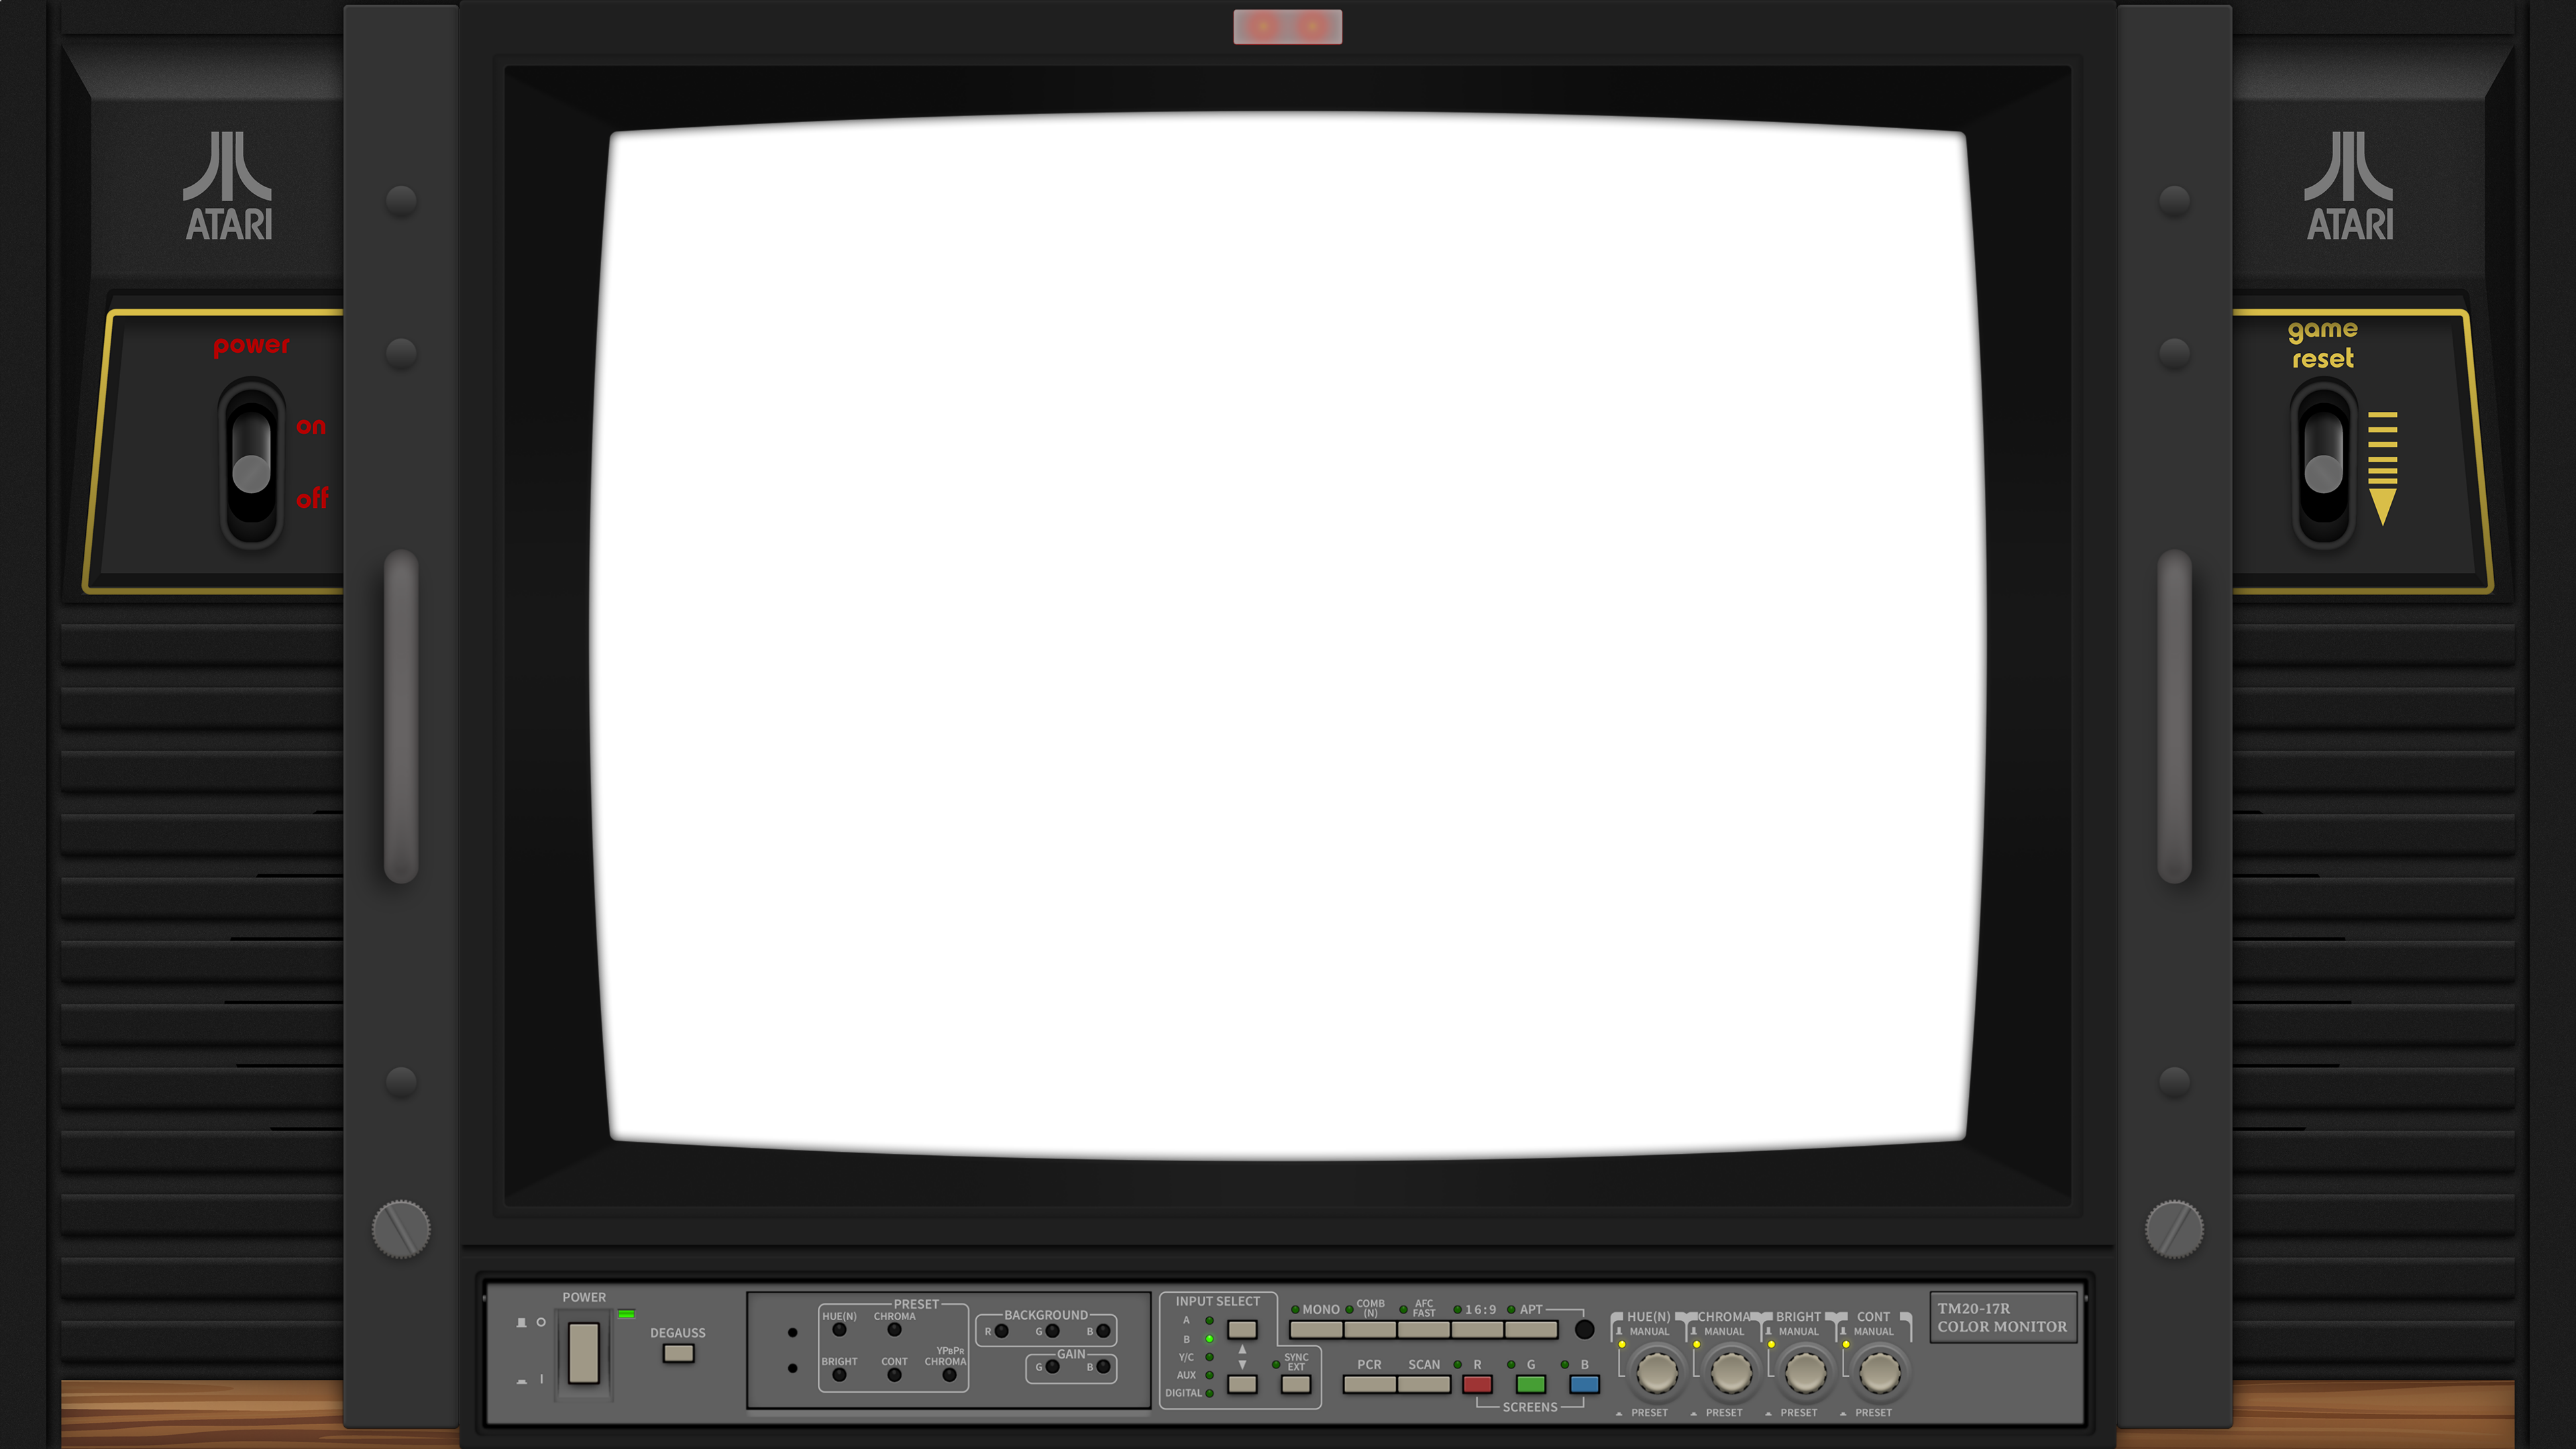 ATARI
power
on
off
ATARI
game
reset
POWER
DEGAUSS
PRESET
HUE(N) CHROMA
BRIGHT CONT YPBPR CHROMA
BACKGROUND
R G B
GAIN
G B
INPUT SELECT
A
B
Y/C
AUX
DIGITAL
SYNC
EXT
MONO COMB (N) AFC FAST 16:9 APT
PCR SCAN R G B
SCREENS
HUE(N) CHROMA BRIGHT CONT
MANUAL MANUAL MANUAL MANUAL
PRESET PRESET PRESET PRESET
TM20-17R
COLOR MONITOR